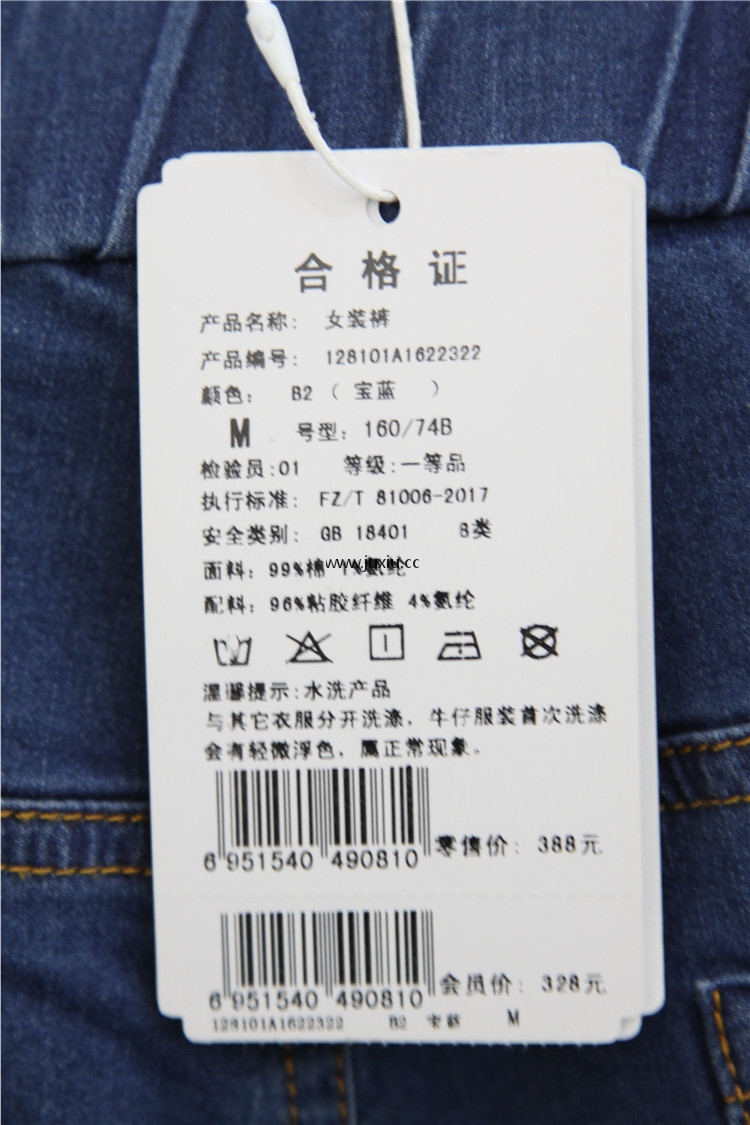 合格证
产品名称: 女装裤
产品编号: 128101A1622322
颜色: B2 ( 宝蓝 )
M 号型: 160/74B
检验员:01 等级:一等品
执行标准: FZ/T 81006-2017
安全类别: GB 18401 B类
面料: 99%棉 1%氨纶
www.juxiu.cc
配料: 96%粘胶纤维 4%氨纶
温馨提示:水洗产品
与其它衣服分开洗涤, 牛仔服装首次洗涤
会有轻微浮色, 属正常现象。
6 951540 490810 零售价: 388元
6 951540 490810 会员价: 328元
128101A1622322 B2 宝蓝 M